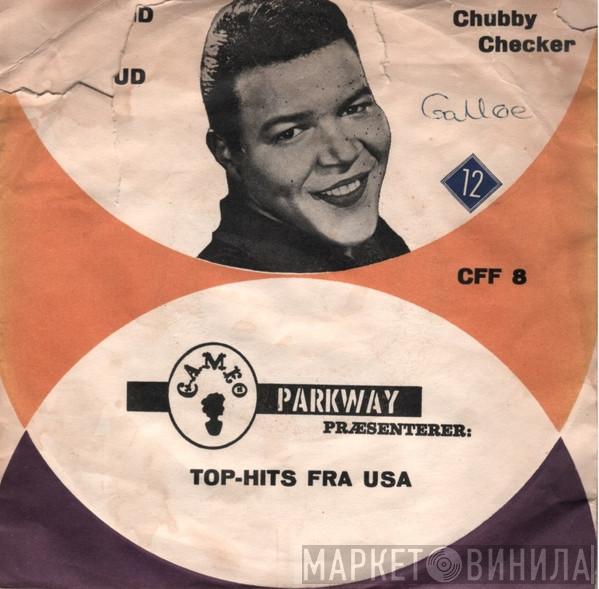 D
Chubby
Checker
UD
Galloe
12
CFF 8
CAMEO
PARKWAY
PRÆSENTERER:
TOP-HITS FRA USA
МАРКЕТ ВИНИЛА